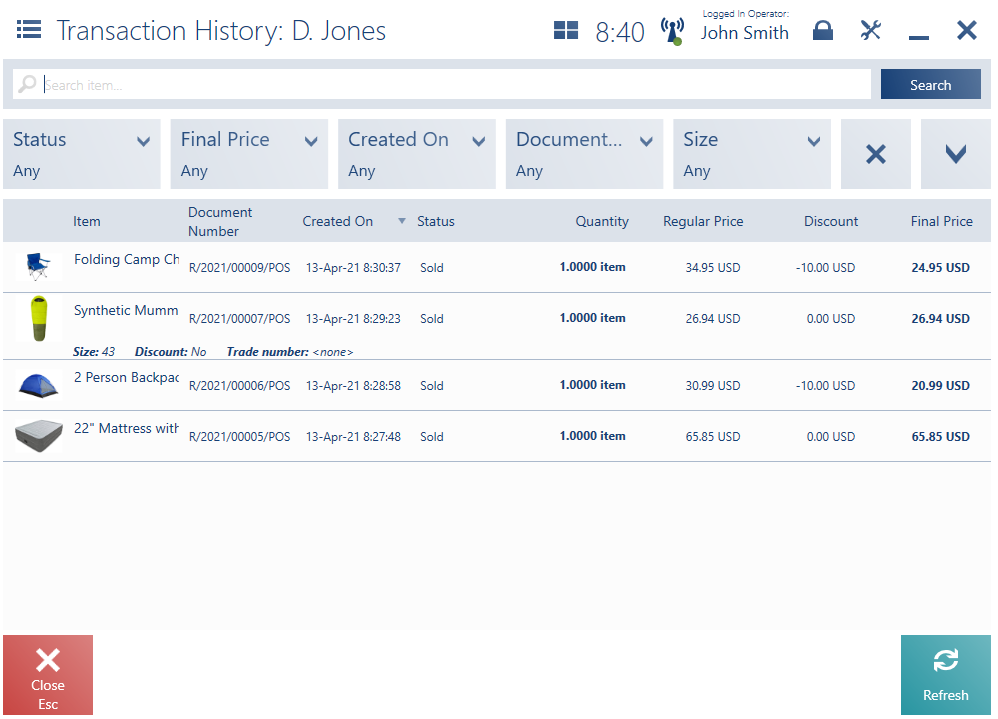 Transaction History: D. Jones
8:40
Logged In Operator:
John Smith
Search item...
Search
Status
Any
Final Price
Any
Created On
Any
Document...
Any
Size
Any
Item
Document
Number
Created On
Status
Quantity
Regular Price
Discount
Final Price
Folding Camp Ch
R/2021/00009/POS 13-Apr-21 8:30:37 Sold 1.0000 item 34.95 USD -10.00 USD 24.95 USD
Synthetic Mumm
R/2021/00007/POS 13-Apr-21 8:29:23 Sold 1.0000 item 26.94 USD 0.00 USD 26.94 USD
Size: 43 Discount: No Trade number: <none>
2 Person Backpac
R/2021/00006/POS 13-Apr-21 8:28:58 Sold 1.0000 item 30.99 USD -10.00 USD 20.99 USD
22" Mattress with
R/2021/00005/POS 13-Apr-21 8:27:48 Sold 1.0000 item 65.85 USD 0.00 USD 65.85 USD
Close
Esc
Refresh